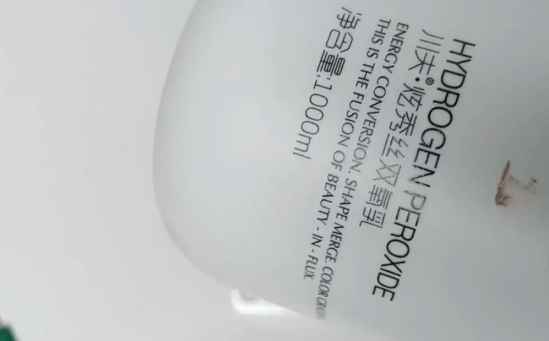 HYDROGEN PEROXIDE
川夫®炫秀丝双氧乳
ENERGY CONVERSION, SHAPE MERGE, COLOR
THIS IS THE FUSION OF BEAUTY - IN - FLUX
净含量:1000ml